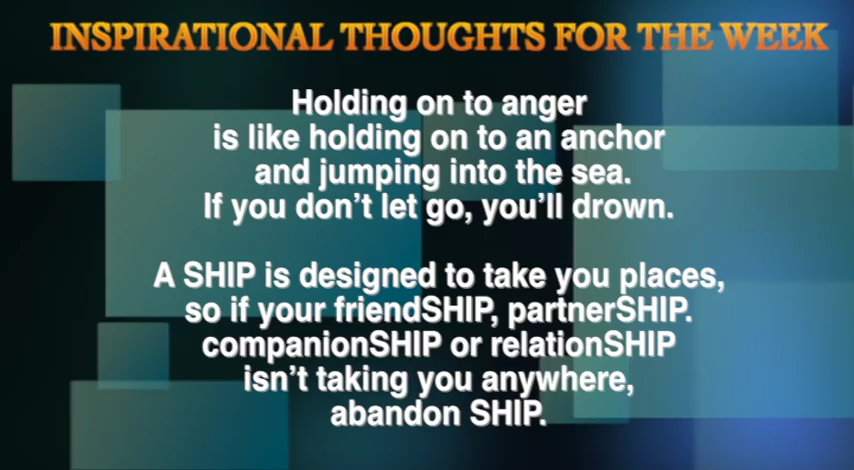 INSPIRATIONAL THOUGHTS FOR THE WEEK
Holding on to anger
is like holding on to an anchor
and jumping into the sea.
If you don't let go, you'll drown.
A SHIP is designed to take you places,
so if your friendSHIP, partnerSHIP.
companionSHIP or relationSHIP
isn't taking you anywhere,
abandon SHIP.